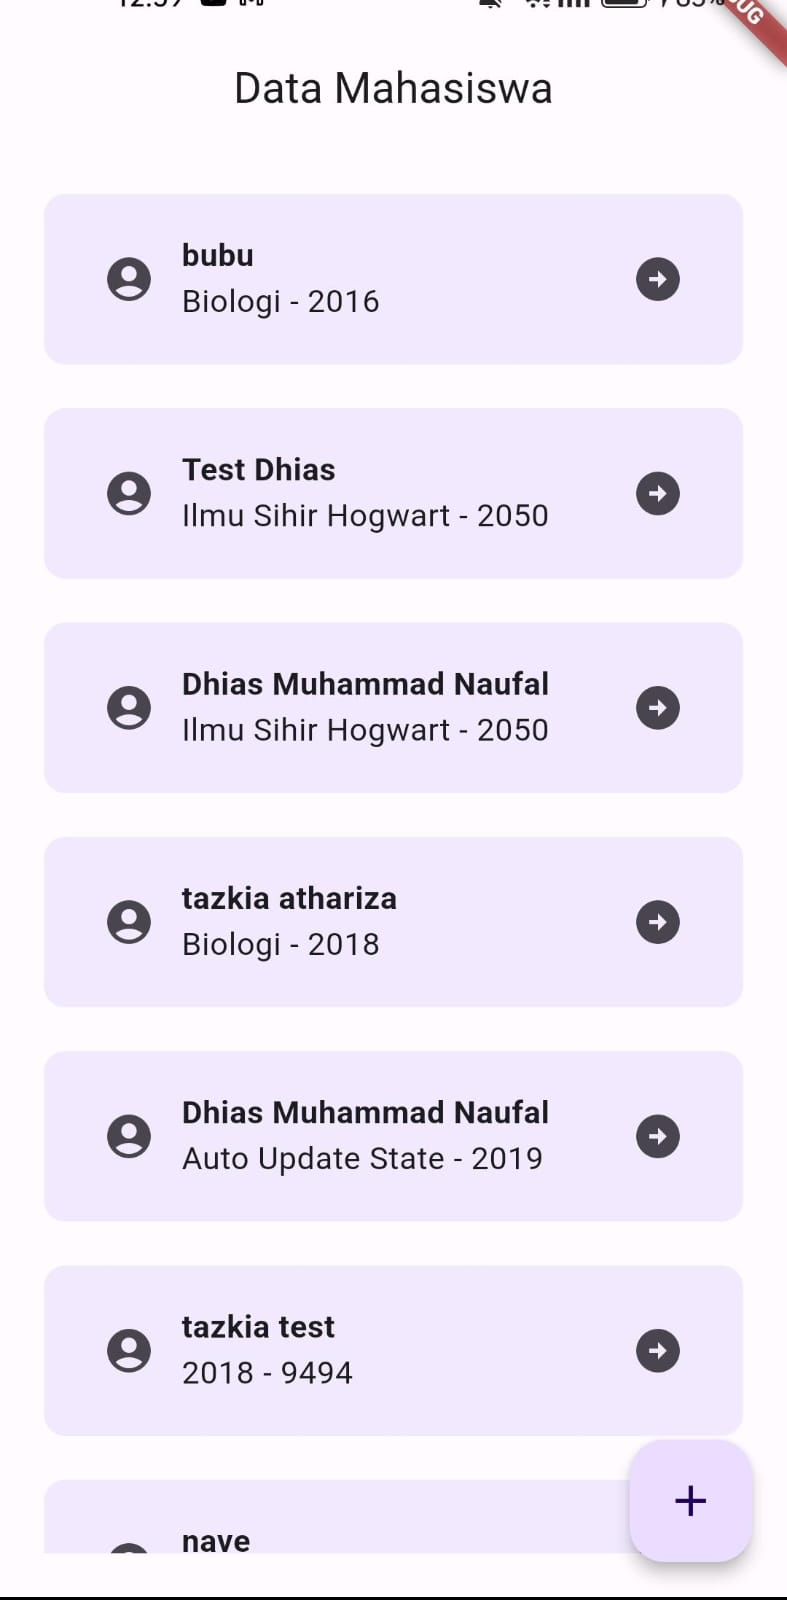 Data Mahasiswa
bubu
Biologi - 2016
Test Dhias
Ilmu Sihir Hogwart - 2050
Dhias Muhammad Naufal
Ilmu Sihir Hogwart - 2050
tazkia athariza
Biologi - 2018
Dhias Muhammad Naufal
Auto Update State - 2019
tazkia test
2018 - 9494
nave
+